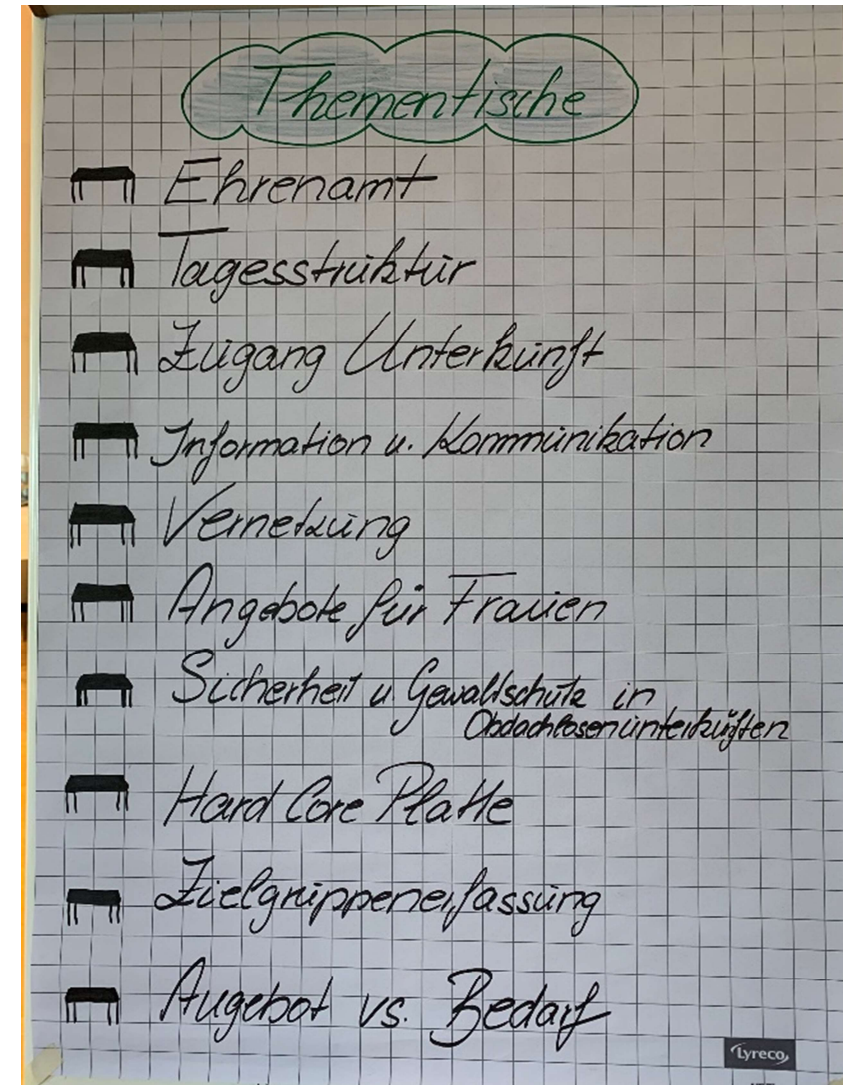 Thementische
Ehrenamt
Tagesstruktur
Zugang Unterkunft
Information u. Kommunikation
Vernetzung
Angebote für Frauen
Sicherheit u. Gewaltschutz in
Obdachlosenunterküften
Hard Core Platte
Zielgruppenerfassung
Angebot vs. Bedarf
Lyreco